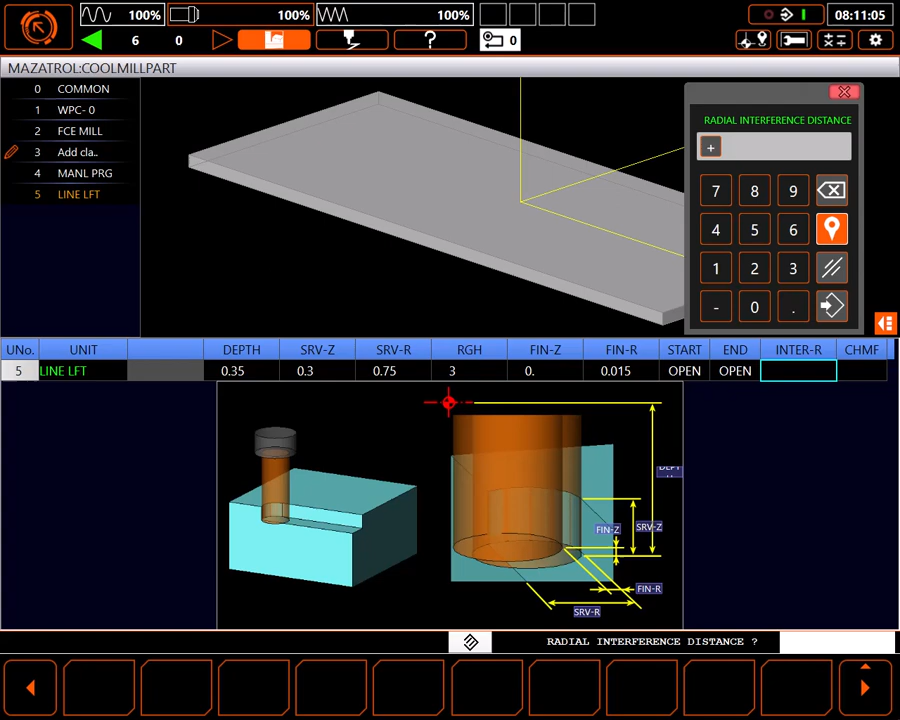 100% 100% 100% 08:11:05
6 0 ? 0
MAZATROL:COOLMILLPART
0 COMMON
1 WPC- 0
2 FCE MILL
3 Add cla..
4 MANL PRG
5 LINE LFT
RADIAL INTERFERENCE DISTANCE
+
7 8 9
4 5 6
1 2 3
- 0 .
UNo. UNIT DEPTH SRV-Z SRV-R RGH FIN-Z FIN-R START END INTER-R CHMF
5 LINE LFT 0.35 0.3 0.75 3 0. 0.015 OPEN OPEN
DEPT
FIN-Z SRV-Z
FIN-R
SRV-R
RADIAL INTERFERENCE DISTANCE ?